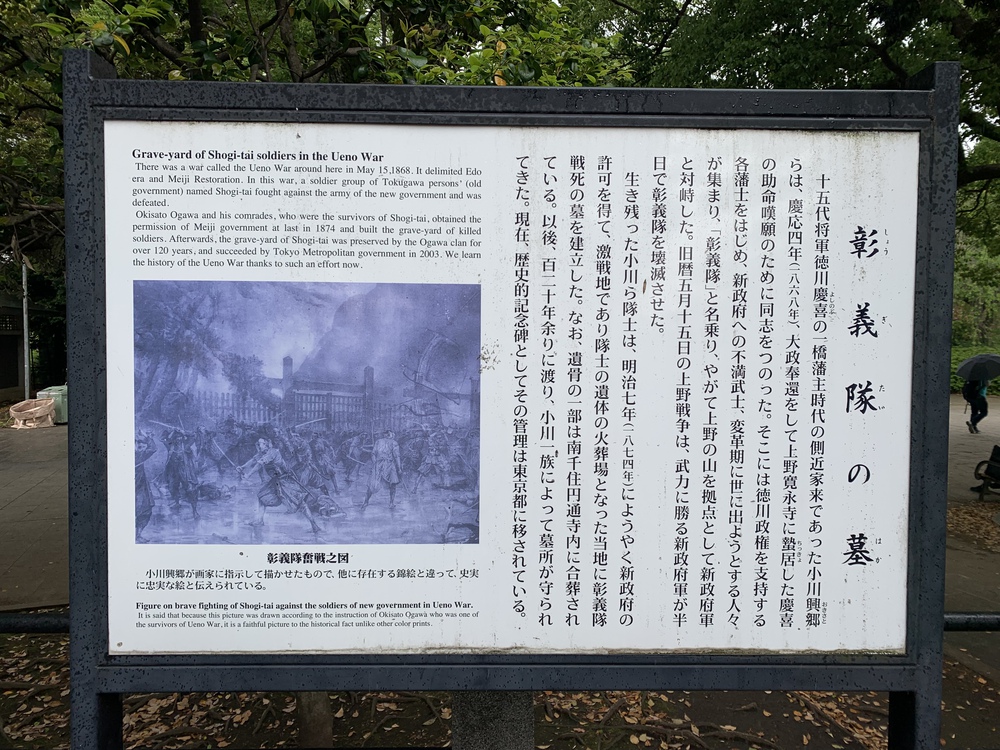 Grave-yard of Shogi-tai soldiers in the Ueno War
There was a war called the Ueno War around here in May 15,1868. It delimited Edo
era and Meiji Restoration. In this war, a soldier group of Tokugawa persons' (old
government) named Shogi-tai fought against the army of the new government and was
defeated.
Okisato Ogawa and his comrades, who were the survivors of Shogi-tai, obtained the
permission of Meiji government at last in 1874 and built the grave-yard of killed
soldiers. Afterwards, the grave-yard of Shogi-tai was preserved by the Ogawa clan for
over 120 years, and succeeded by Tokyo Metropolitan government in 2003. We learn
the history of the Ueno War thanks to such an effort now.
彰義隊奮戦之図
小川興郷が画家に指示して描かせたもので、他に存在する錦絵と違って、史実
に忠実な絵と伝えられている。
Figure on brave fighting of Shogi-tai against the soldiers of new government in Ueno War.
It is said that because this picture was drawn according to the instruction of Okisato Ogawa who was one of
the survivors of Ueno War, it is a faithful picture to the historical fact unlike other color prints.
彰義隊の墓
しょうぎたいはか
十五代将軍徳川慶喜の一橋藩主時代の側近家来であった小川興郷
よしのぶ
おきさと
らは、慶応四年(一八六八年)、大政奉還をして上野寛永寺に蟄居した慶喜
ちっきょ
の助命嘆願のために同志をつのった。そこには徳川政権を支持する
各藩士をはじめ、新政府への不満武士、変革期に世に出ようとする人々
が集まり、「彰義隊」と名乗り、やがて上野の山を拠点として新政府軍
と対峙した。旧暦五月十五日の上野戦争は、武力に勝る新政府軍が半
日で彰義隊を壊滅させた。
生き残った小川ら隊士は、明治七年(一八七四年)にようやく新政府の
許可を得て、激戦地であり隊士の遺体の火葬場となった当地に彰義隊
戦死の墓を建立した。なお、遺骨の一部は南千住円通寺内に合葬され
ている。以後、百二十年余りに渡り、小川一族によって墓所が守られ
てきた。現在、歴史的記念碑としてその管理は東京都に移されている。